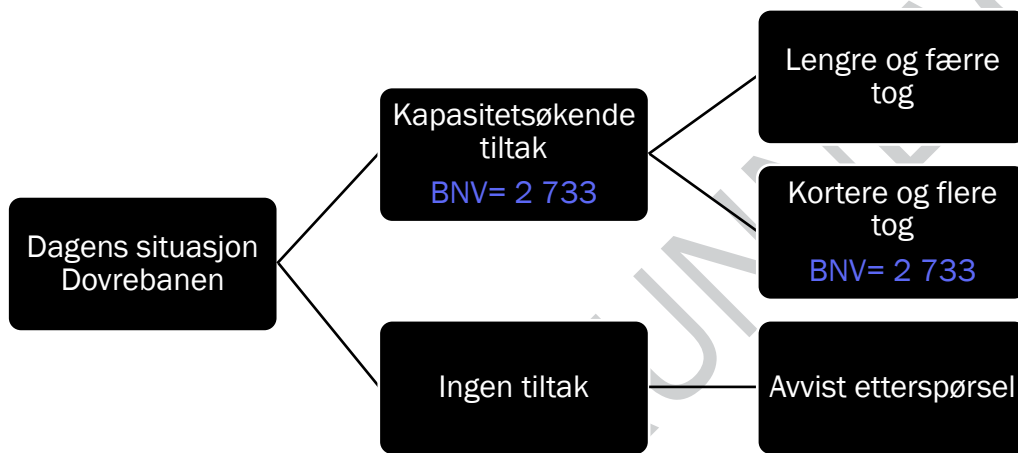 Dagens situasjon
Dovrebanen
Kapasitetsøkende
tiltak
BNV= 2 733
Ingen tiltak
Lengre og færre
tog
Kortere og flere
tog
BNV= 2 733
Avvist etterspørsel